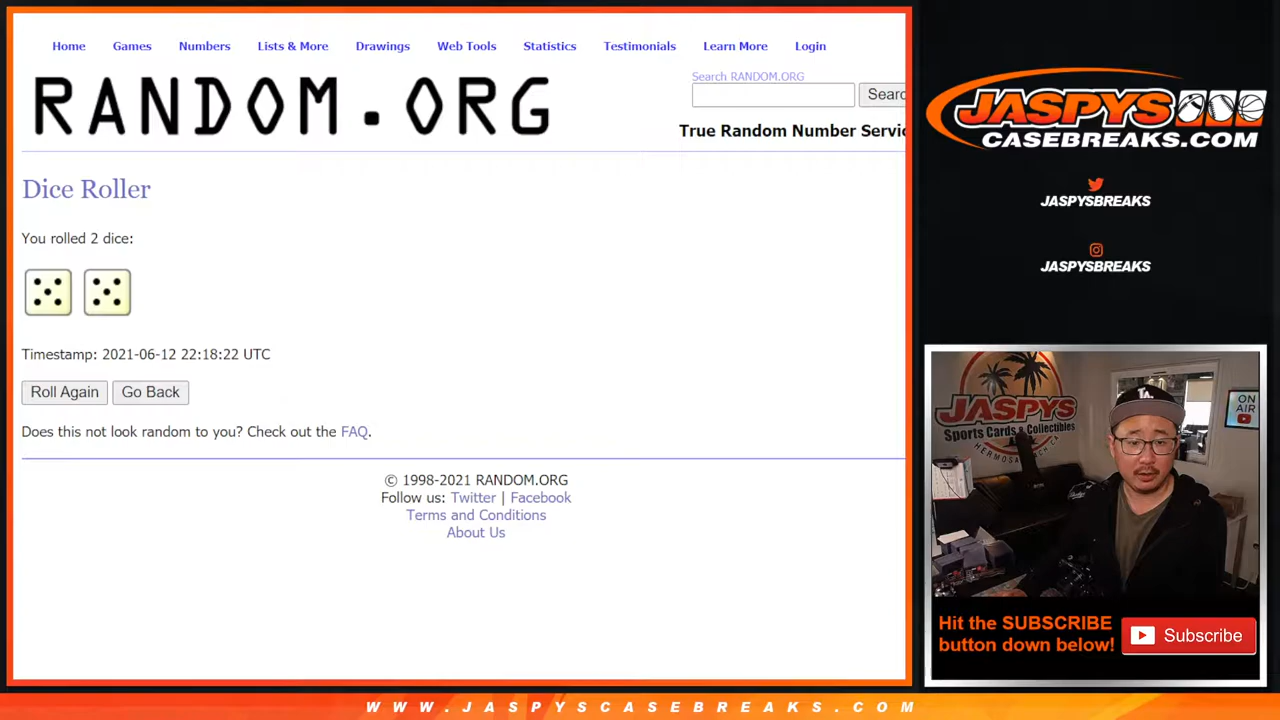 Home Games Numbers Lists & More Drawings Web Tools Statistics Testimonials Learn More Login
RANDOM.ORG
Search RANDOM.ORG
Searc
True Random Number Servic
Dice Roller
You rolled 2 dice:
Timestamp: 2021-06-12 22:18:22 UTC
Roll Again Go Back
Does this not look random to you? Check out the FAQ.
© 1998-2021 RANDOM.ORG
Follow us: Twitter | Facebook
Terms and Conditions
About Us
JASPYS
CASEBREAKS.COM
JASPYSBREAKS
JASPYSBREAKS
JASPYS
Sports Cards & Collectibles
HERMOSA BEACH, CA
LA
ON
AIR
Hit the SUBSCRIBE
button down below!
Subscribe
WWW.JASPYSCASEBREAKS.COM